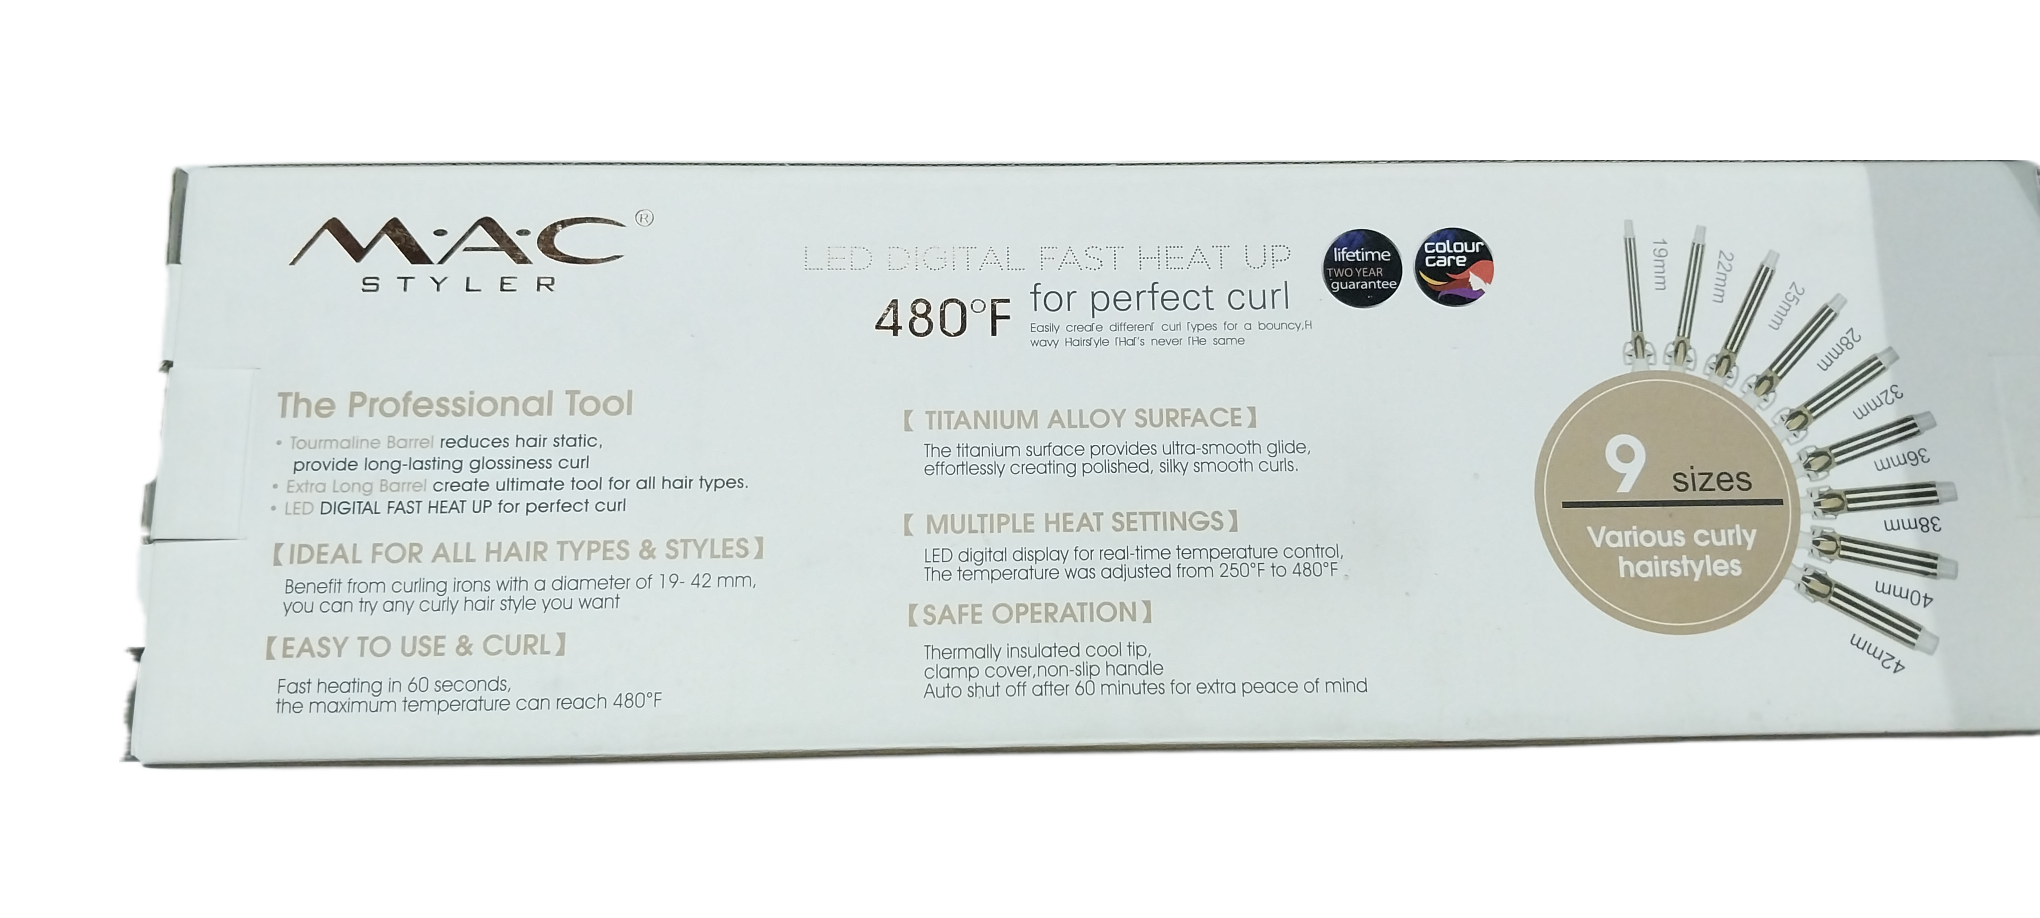 M·A·C®
STYLER
LED DIGITAL FAST HEAT UP
480°F for perfect curl
Easily create different curl types for a bouncy,H
wavy Hairstyle THat's never THe same
lifetime
TWO YEAR
guarantee
colour
care
The Professional Tool
• Tourmaline Barrel reduces hair static,
provide long-lasting glossiness curl
• Extra Long Barrel create ultimate tool for all hair types.
• LED DIGITAL FAST HEAT UP for perfect curl
【IDEAL FOR ALL HAIR TYPES & STYLES】
Benefit from curling irons with a diameter of 19- 42 mm,
you can try any curly hair style you want
【EASY TO USE & CURL】
Fast heating in 60 seconds,
the maximum temperature can reach 480°F
【 TITANIUM ALLOY SURFACE】
The titanium surface provides ultra-smooth glide,
effortlessly creating polished, silky smooth curls.
【 MULTIPLE HEAT SETTINGS】
LED digital display for real-time temperature control,
The temperature was adjusted from 250°F to 480°F .
【SAFE OPERATION】
Thermally insulated cool tip,
clamp cover,non-slip handle
Auto shut off after 60 minutes for extra peace of mind
9 sizes
Various curly
hairstyles
19mm
22mm
25mm
28mm
32mm
36mm
38mm
40mm
42mm